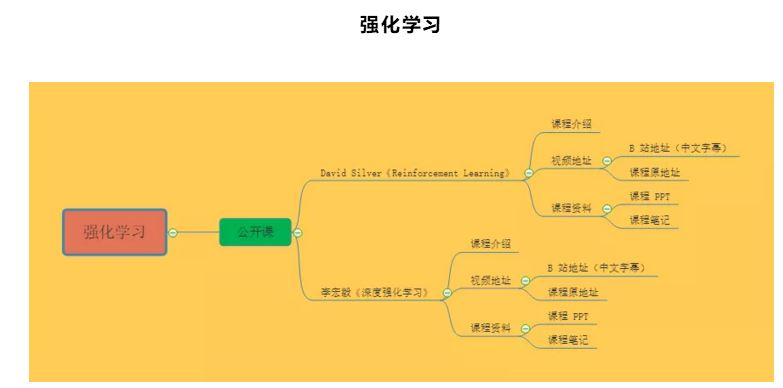 强化学习
强化学习
公开课
David Silver《Reinforcement Learning》
课程介绍
视频地址
B 站地址（中文字幕）
课程原地址
课程资料
课程 PPT
课程笔记
李宏毅《深度强化学习》
课程介绍
视频地址
B 站地址（中文字幕）
课程原地址
课程资料
课程 PPT
课程笔记